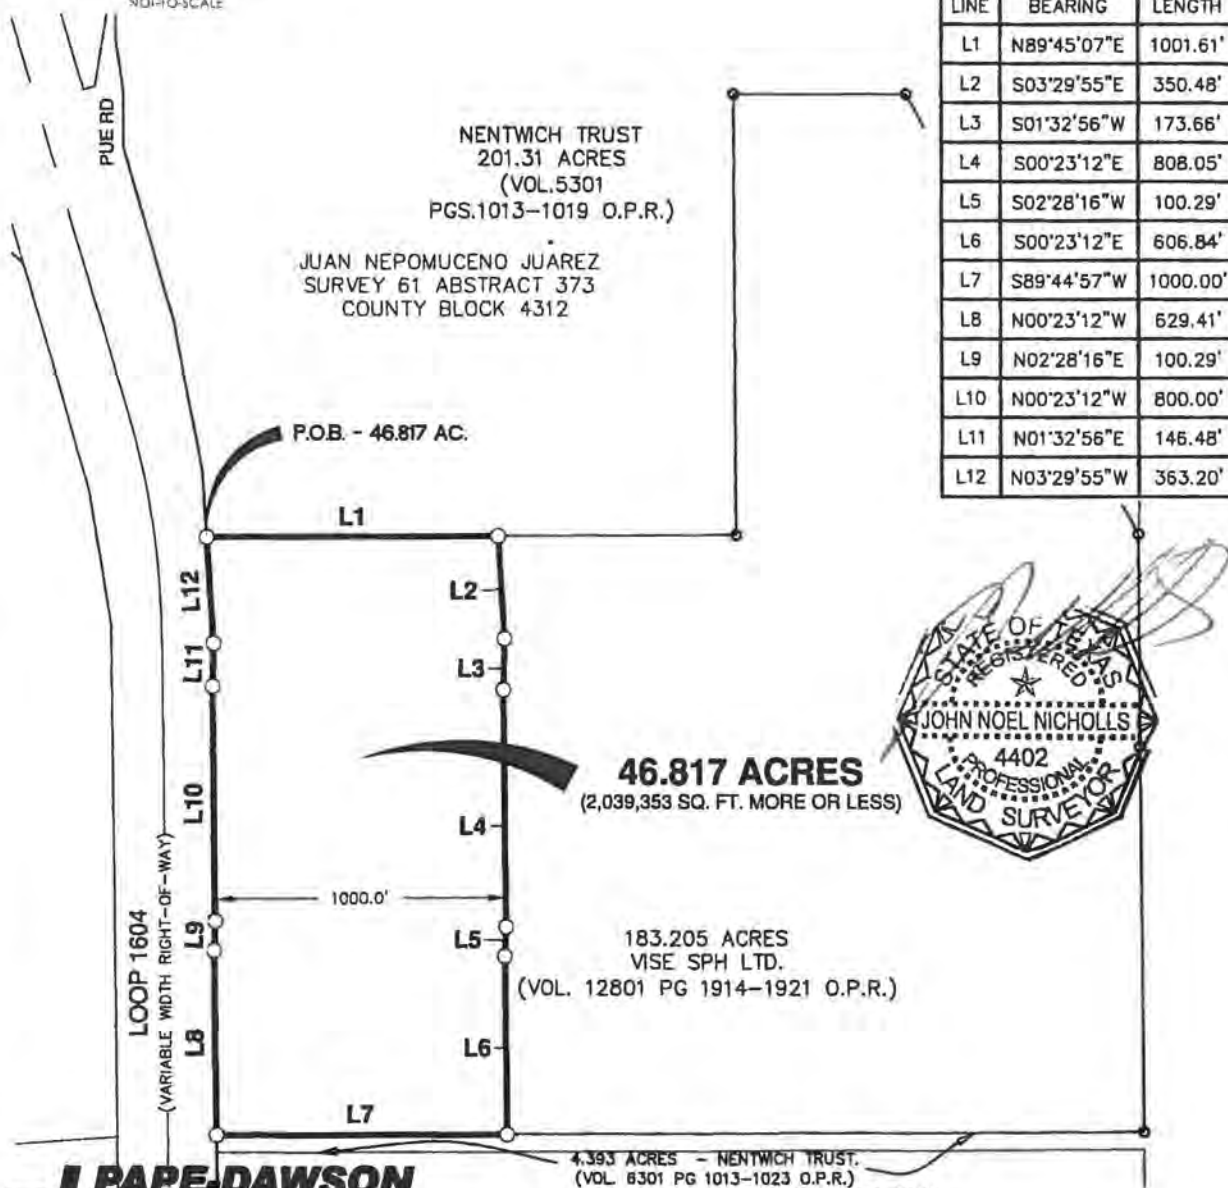 NOT-TO-SCALE
LINE BEARING LENGTH
L1 N89°45'07"E 1001.61'
L2 S03°29'55"E 350.48'
L3 S01°32'56"W 173.66'
L4 S00°23'12"E 808.05'
L5 S02°28'16"W 100.29'
L6 S00°23'12"E 606.84'
L7 S89°44'57"W 1000.00'
L8 N00°23'12"W 629.41'
L9 N02°28'16"E 100.29'
L10 N00°23'12"W 800.00'
L11 N01°32'56"E 146.48'
L12 N03°29'55"W 363.20'
PUE RD
NENTWICH TRUST
201.31 ACRES
(VOL.5301
PGS.1013-1019 O.P.R.)
JUAN NEPOMUCENO JUAREZ
SURVEY 61 ABSTRACT 373
COUNTY BLOCK 4312
P.O.B. - 46.817 AC.
L1
L12
L2
L11
L3
STATE OF TEXAS
REGISTERED
JOHN NOEL NICHOLLS
4402
PROFESSIONAL
LAND SURVEYOR
46.817 ACRES
(2,039,353 SQ. FT. MORE OR LESS)
L10
L4
1000.0'
LOOP 1604
(VARIABLE WIDTH RIGHT-OF-WAY)
L9
L5
183.205 ACRES
VISE SPH LTD.
(VOL. 12801 PG 1914-1921 O.P.R.)
L8
L6
L7
4.393 ACRES - NENTWICH TRUST.
(VOL 6301 PG 1013-1023 O.P.R.)
PAPE-DAWSON